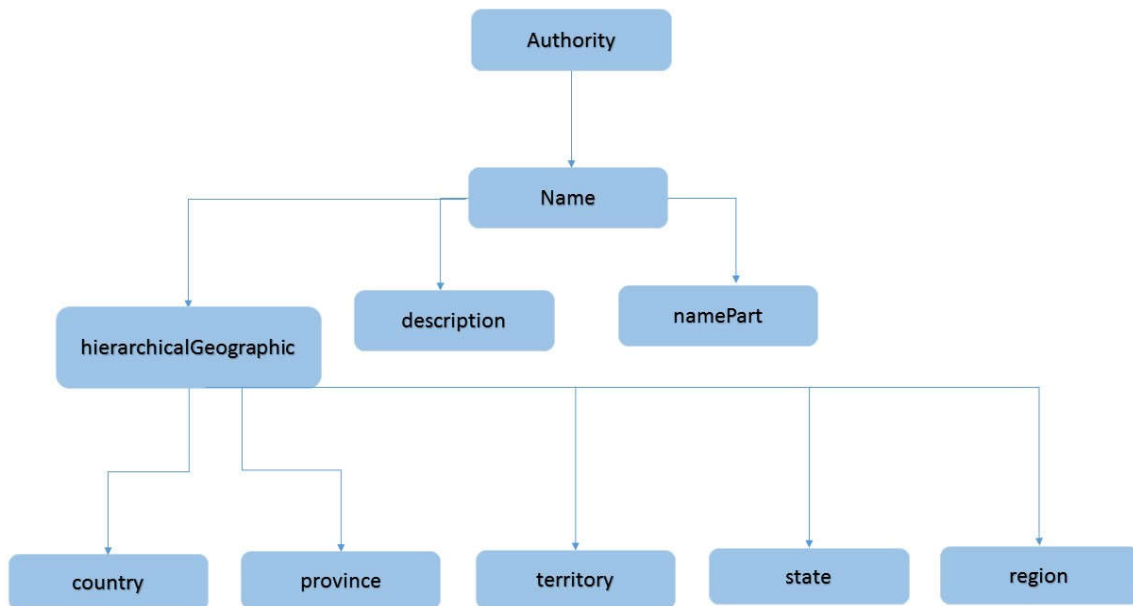 Authority
Name
description
namePart
hierarchicalGeographic
country
province
territory
state
region